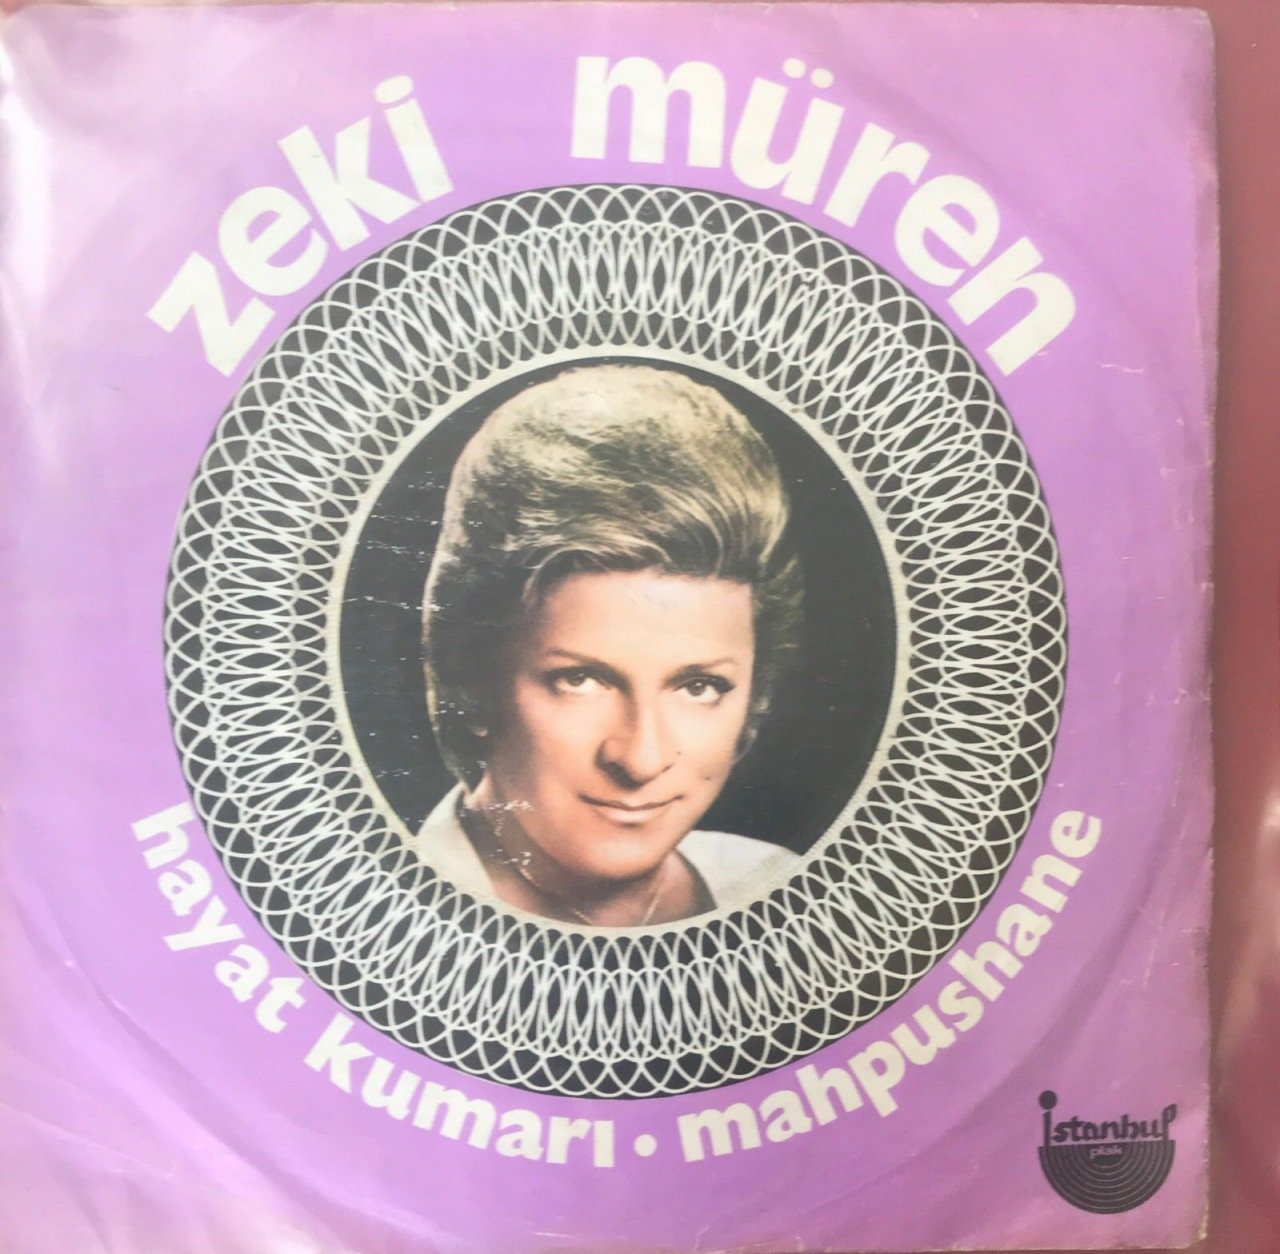 zeki müren
hayat kumarı • mahpushane
istanbul
plak